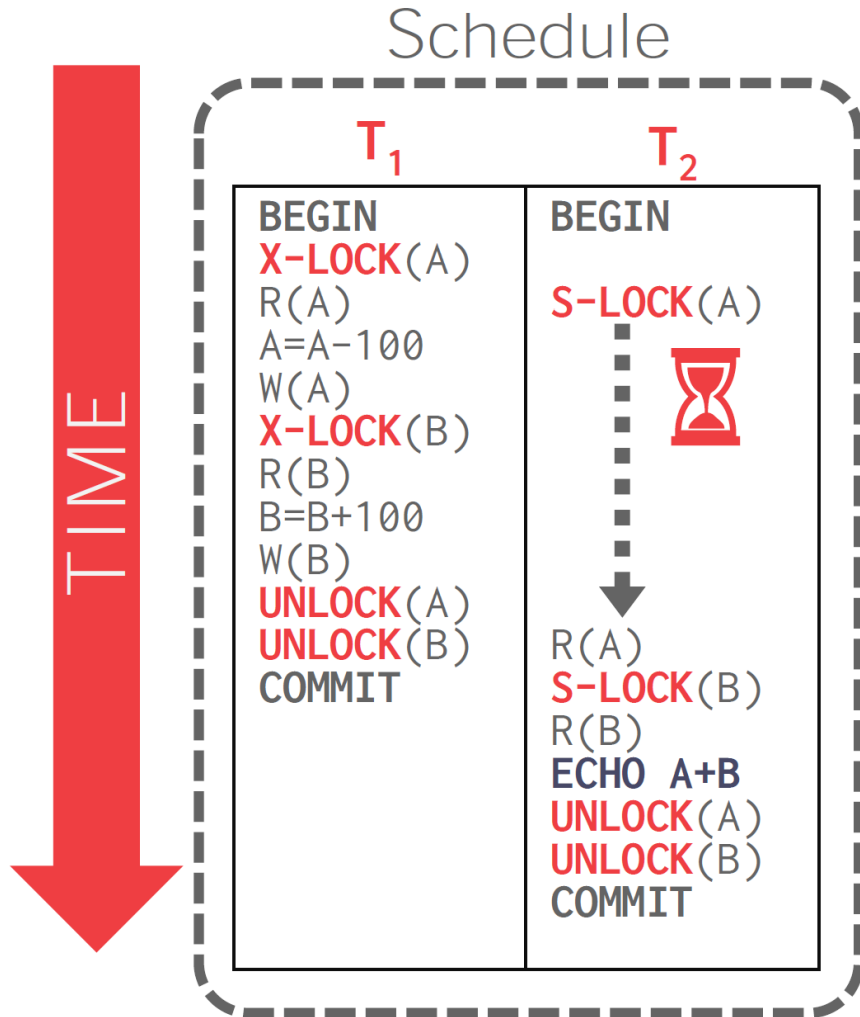 Schedule
TIME
T1
BEGIN
X-LOCK(A)
R(A)
A=A-100
W(A)
X-LOCK(B)
R(B)
B=B+100
W(B)
UNLOCK(A)
UNLOCK(B)
COMMIT
T2
BEGIN
S-LOCK(A)
R(A)
S-LOCK(B)
R(B)
ECHO A+B
UNLOCK(A)
UNLOCK(B)
COMMIT